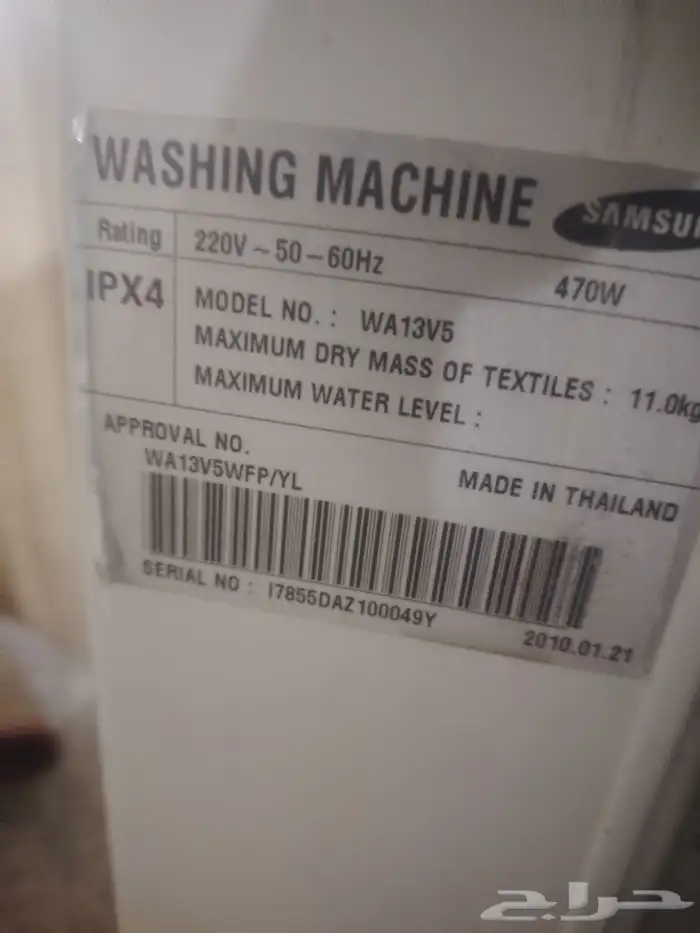 WASHING MACHINE SAMSU
Rating 220V ~ 50 – 60Hz 470W
IPX4 MODEL NO. : WA13V5
MAXIMUM DRY MASS OF TEXTILES : 11.0kg
MAXIMUM WATER LEVEL :
APPROVAL NO.
WA13V5WFP/YL MADE IN THAILAND
SERIAL NO : I7855DAZ100049Y
2010.01.21
حراج